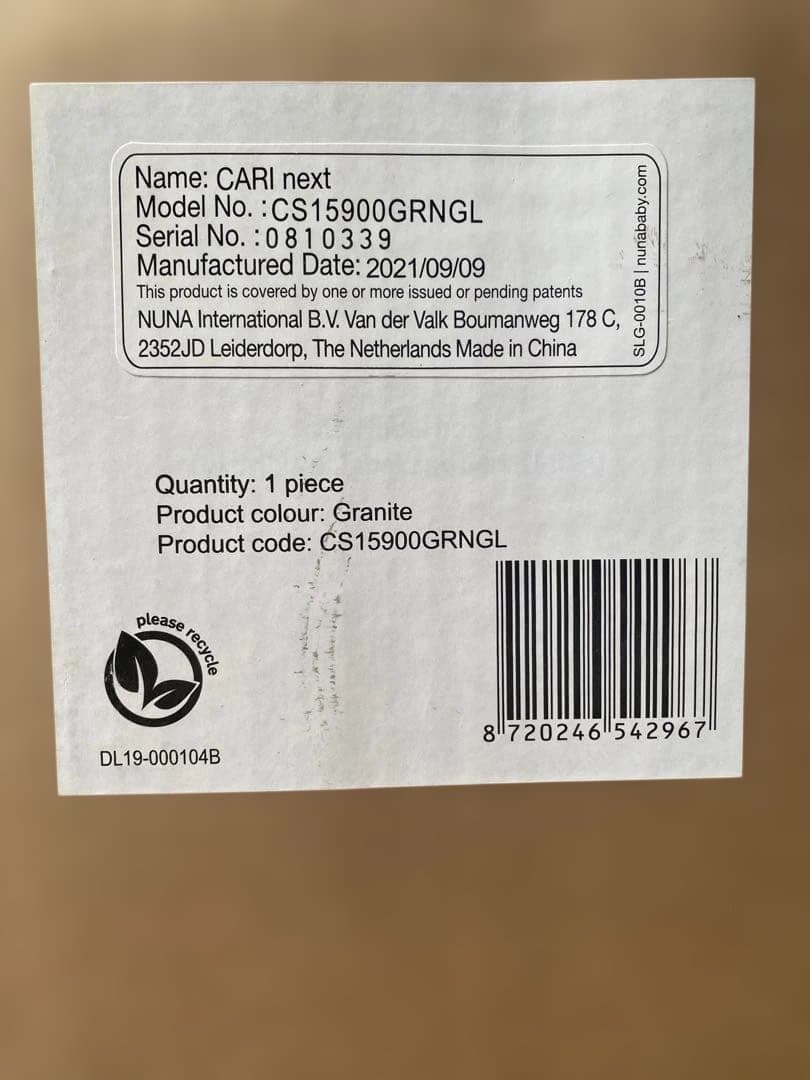 Name: CARI next
Model No. :CS15900GRNGL
Serial No. :0810339
Manufactured Date: 2021/09/09
This product is covered by one or more issued or pending patents
NUNA International B.V. Van der Valk Boumanweg 178 C,
2352JD Leiderdorp, The Netherlands Made in China
SLG-0010B | nunababy.com
Quantity: 1 piece
Product colour: Granite
Product code: CS15900GRNGL
please recycle
DL19-000104B
8 720246 542967